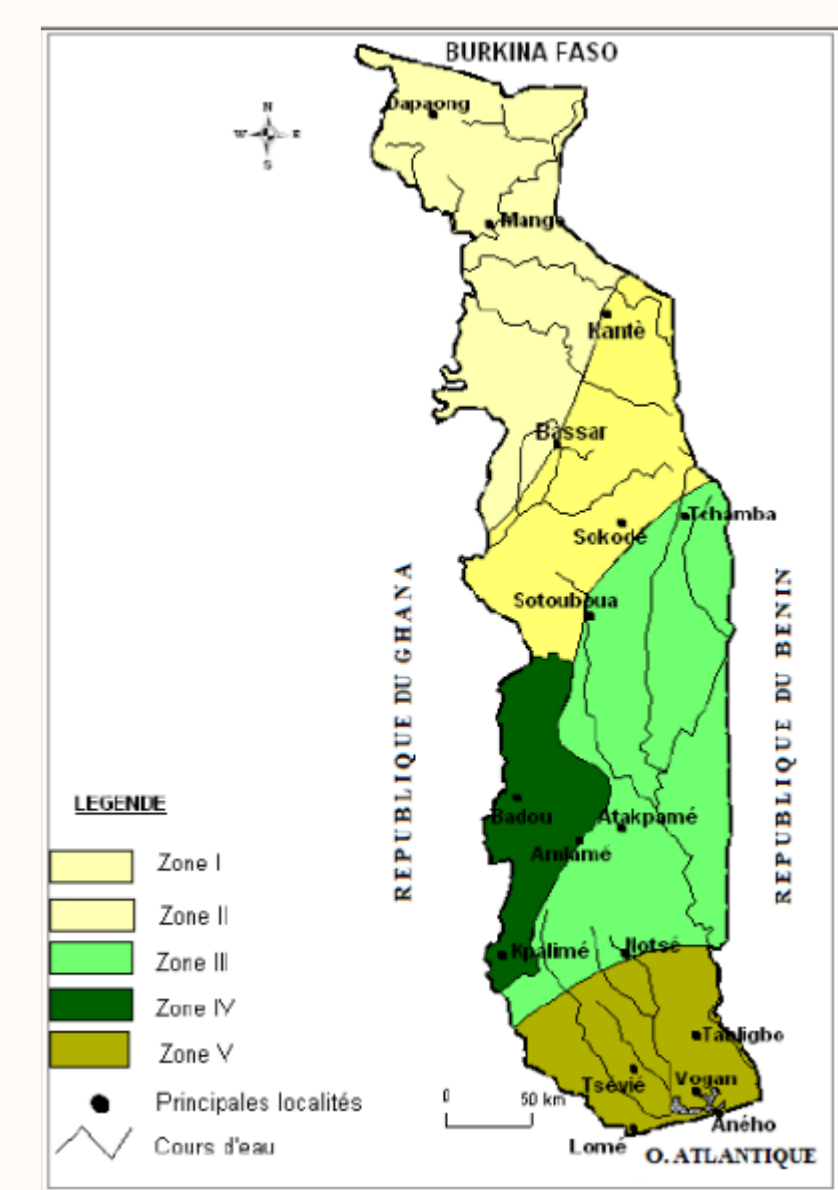 BURKINA FASO
N
W E
S
Dapaong
Mango
Kantè
Bassar
Tchamba
Sokodé
Sotouboua
REPUBLIQUE DU GHANA
REPUBLIQUE DU BENIN
Badou
Atakpamé
Amlamé
Kpalimé
Notsé
Tabligbo
Tsévié
Vogan
Aného
Lomé
O. ATLANTIQUE
0 50 km
LEGENDE
Zone I
Zone II
Zone III
Zone IV
Zone V
Principales localités
Cours d'eau